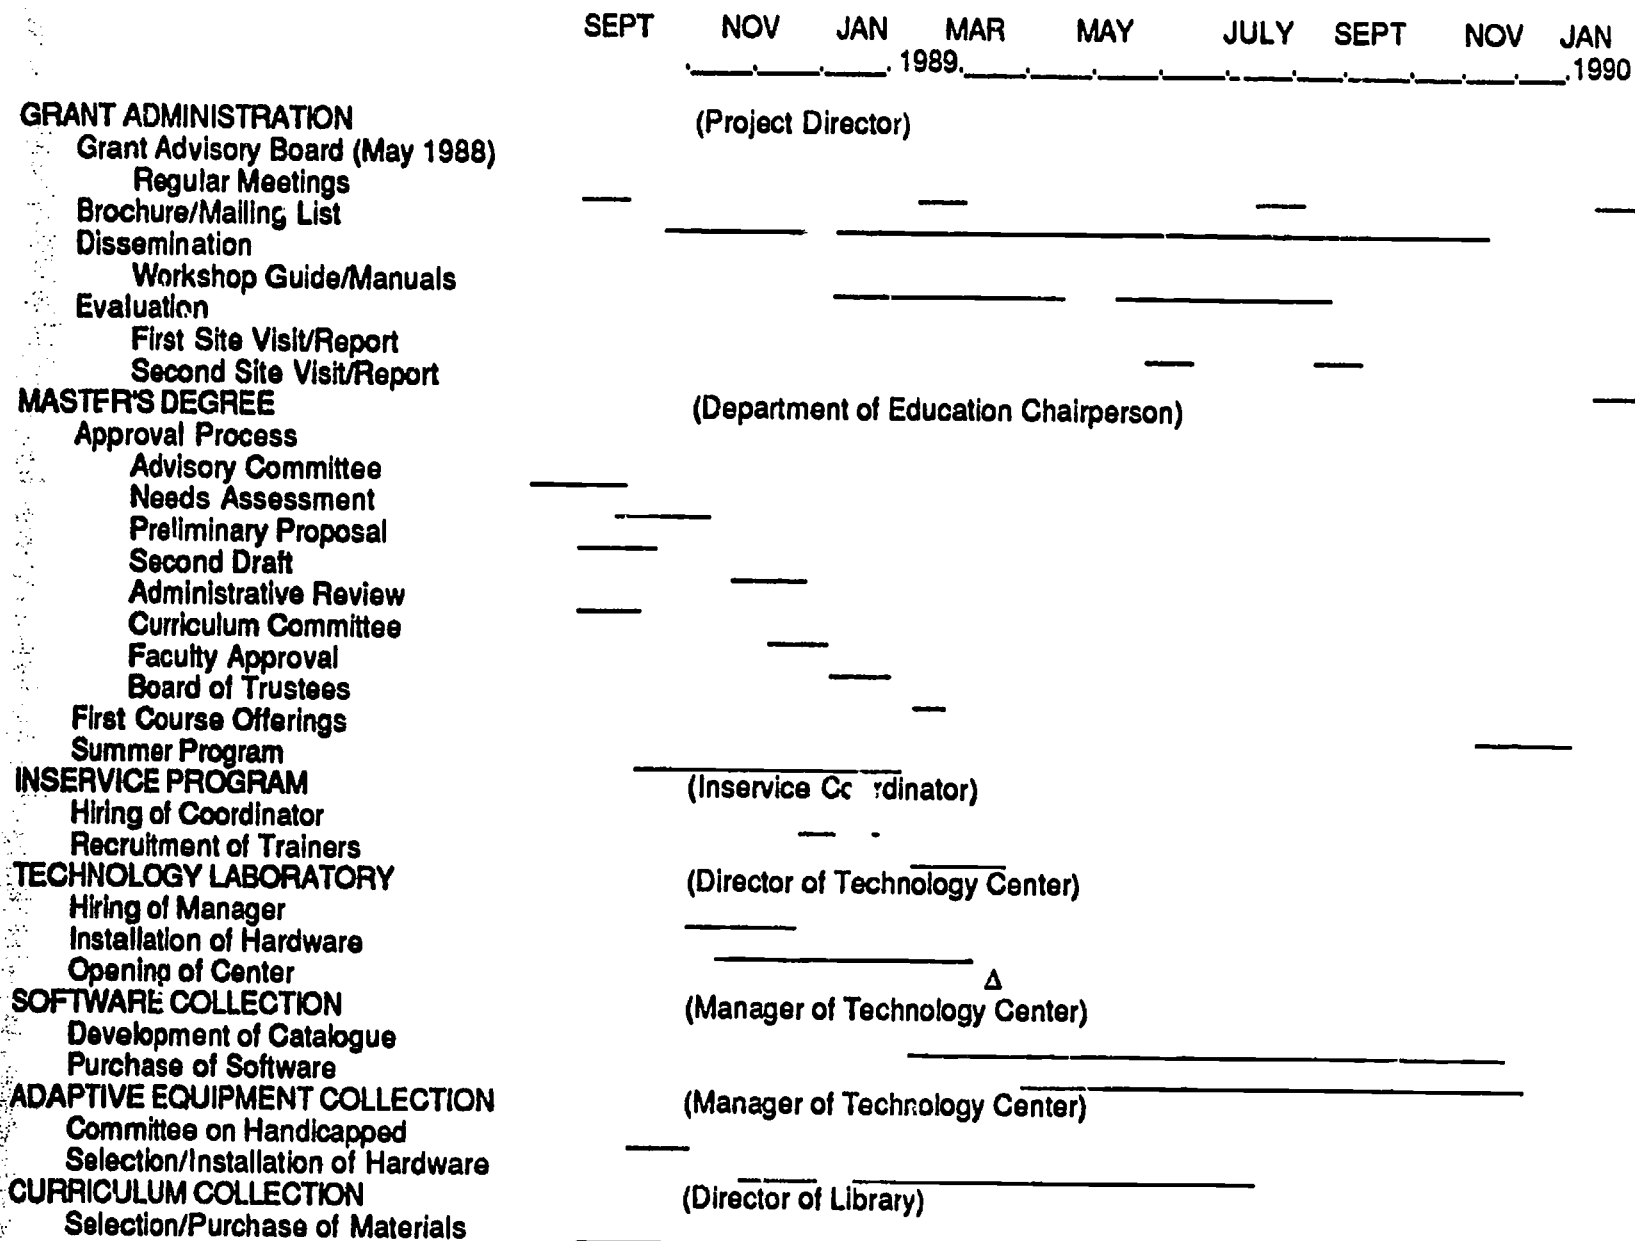 SEPT NOV JAN MAR MAY JULY SEPT NOV JAN
1989 1990
GRANT ADMINISTRATION (Project Director)
Grant Advisory Board (May 1988)
Regular Meetings
Brochure/Mailing List
Dissemination
Workshop Guide/Manuals
Evaluation
First Site Visit/Report
Second Site Visit/Report
MASTER'S DEGREE (Department of Education Chairperson)
Approval Process
Advisory Committee
Needs Assessment
Preliminary Proposal
Second Draft
Administrative Review
Curriculum Committee
Faculty Approval
Board of Trustees
First Course Offerings
Summer Program
INSERVICE PROGRAM (Inservice C rdinator)
Hiring of Coordinator
Recruitment of Trainers
TECHNOLOGY LABORATORY (Director of Technology Center)
Hiring of Manager
Installation of Hardware
Opening of Center Δ
SOFTWARE COLLECTION (Manager of Technology Center)
Development of Catalogue
Purchase of Software
ADAPTIVE EQUIPMENT COLLECTION (Manager of Technology Center)
Committee on Handicapped
Selection/Installation of Hardware
CURRICULUM COLLECTION (Director of Library)
Selection/Purchase of Materials